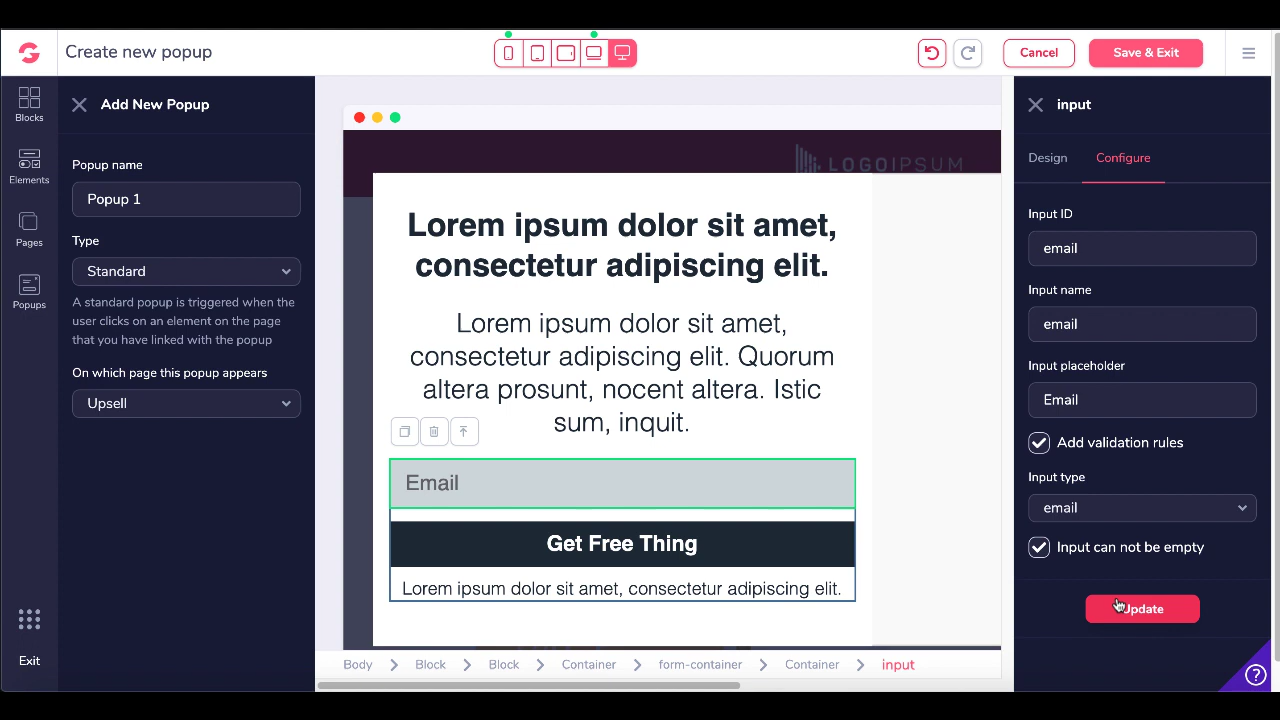 Create new popup
Cancel
Save & Exit
Blocks
Elements
Pages
Popups
Exit
Add New Popup
Popup name
Popup 1
Type
Standard
A standard popup is triggered when the
user clicks on an element on the page
that you have linked with the popup
On which page this popup appears
Upsell
LOGOIPSUM
Lorem ipsum dolor sit amet,
consectetur adipiscing elit.
Lorem ipsum dolor sit amet,
consectetur adipiscing elit. Quorum
altera prosunt, nocent altera. Istic
sum, inquit.
Email
Get Free Thing
Lorem ipsum dolor sit amet, consectetur adipiscing elit.
Body
Block
Block
Container
form-container
Container
input
input
Design
Configure
Input ID
email
Input name
email
Input placeholder
Email
Add validation rules
Input type
email
Input can not be empty
Update
?